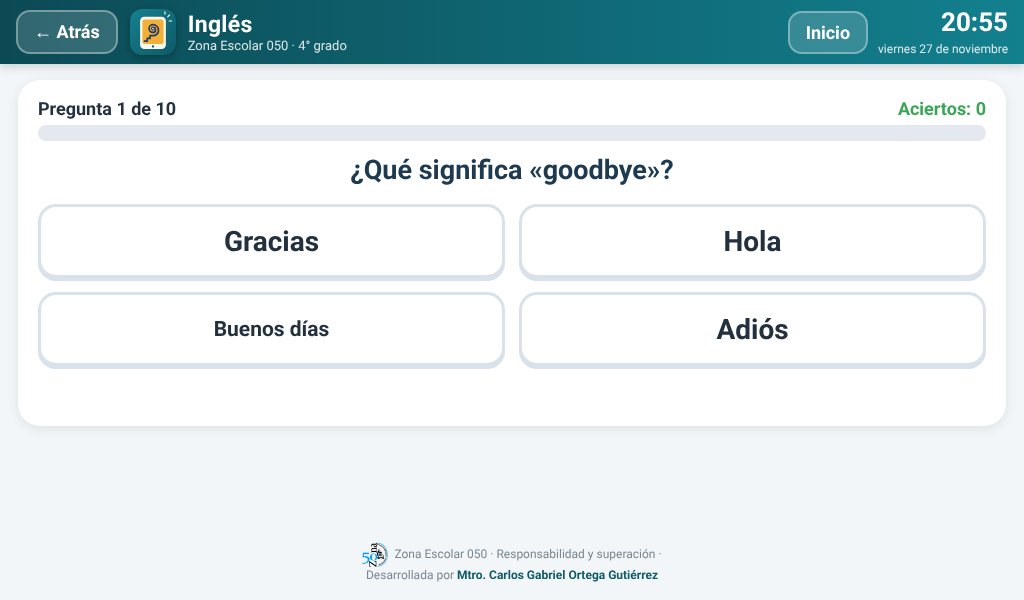 ← Atrás
Inglés
Zona Escolar 050 · 4° grado
Inicio
20:55
viernes 27 de noviembre
Pregunta 1 de 10
Aciertos: 0
¿Qué significa «goodbye»?
Gracias
Hola
Buenos días
Adiós
Zona Escolar 050 · Responsabilidad y superación ·
Desarrollada por Mtro. Carlos Gabriel Ortega Gutiérrez